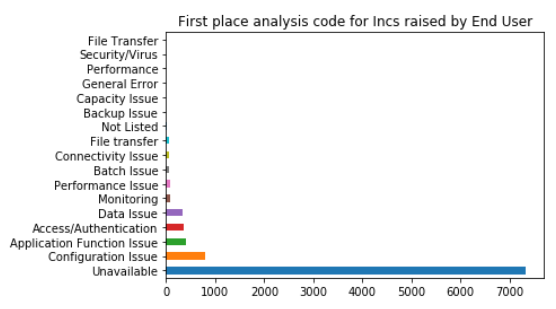 First place analysis code for Incs raised by End User
File Transfer
Security/Virus
Performance
General Error
Capacity Issue
Backup Issue
Not Listed
File transfer
Connectivity Issue
Batch Issue
Performance Issue
Monitoring
Data Issue
Access/Authentication
Application Function Issue
Configuration Issue
Unavailable
0 1000 2000 3000 4000 5000 6000 7000